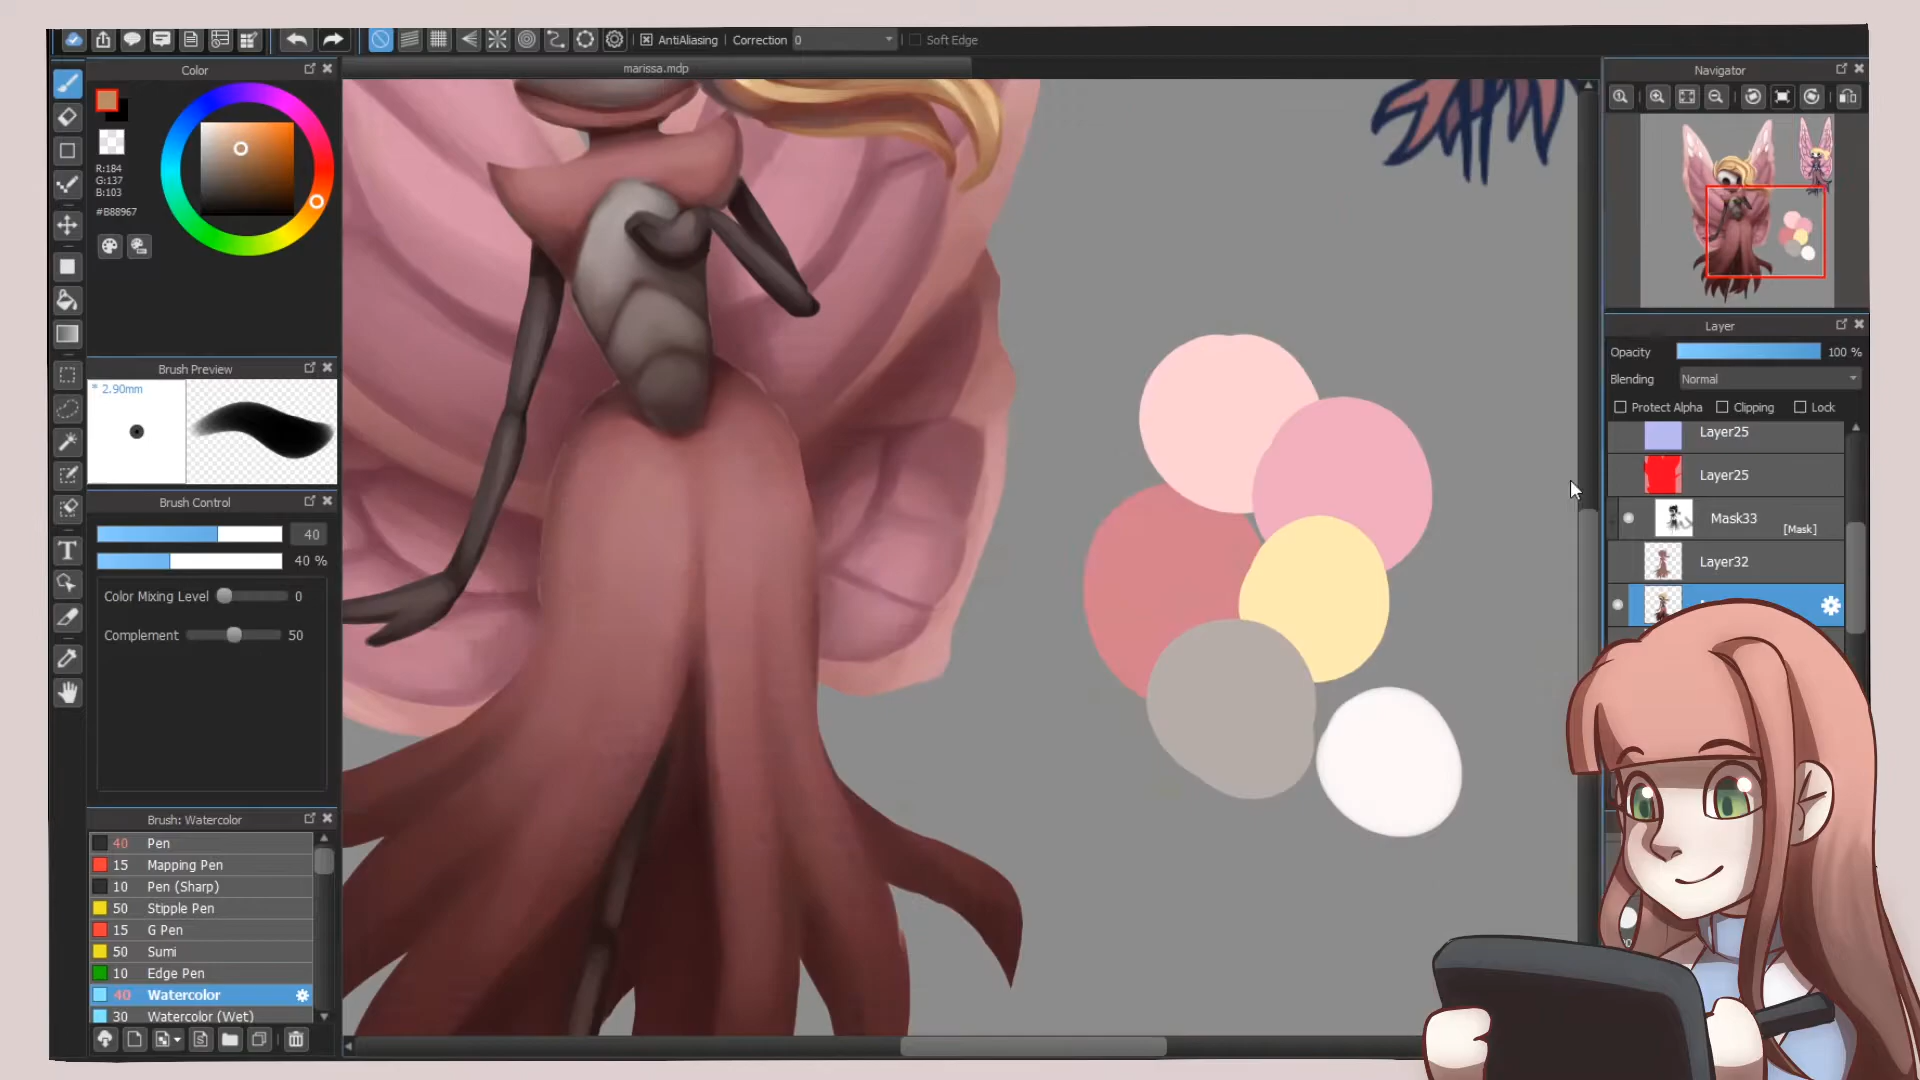 AntiAliasing Correction 0 Soft Edge
Color
marissa.mdp
Navigator
R:184
G:137
B:103
#B88967
Layer
Opacity 100 %
Blending Normal
Protect Alpha Clipping Lock
Layer25
Layer25
Mask33
[Mask]
Layer32
Brush Preview
* 2.90mm
Brush Control
40
40 %
Color Mixing Level 0
Complement 50
Brush: Watercolor
40 Pen
15 Mapping Pen
10 Pen (Sharp)
50 Stipple Pen
15 G Pen
50 Sumi
10 Edge Pen
40 Watercolor
30 Watercolor (Wet)
T